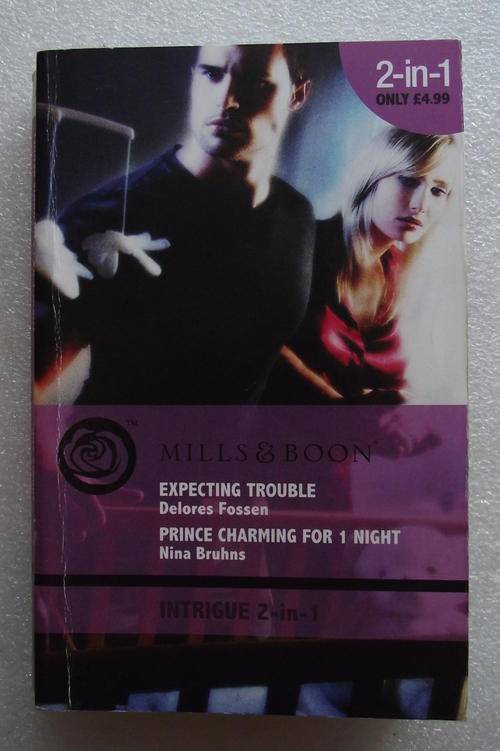 2-in-1
ONLY £4.99
MILLS & BOON®
™
EXPECTING TROUBLE
Delores Fossen
PRINCE CHARMING FOR 1 NIGHT
Nina Bruhns
INTRIGUE 2-in-1